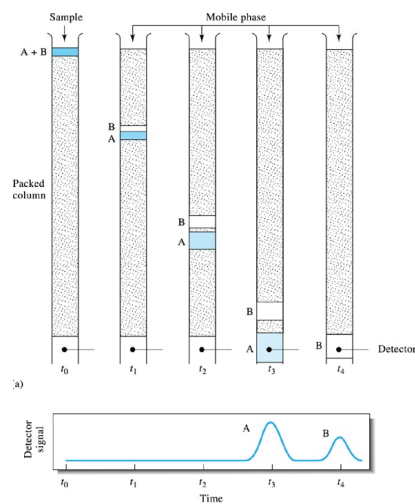 Sample
Mobile phase
A + B
B
A
Packed
column
B
A
B
A
B
Detector
t0
t1
t2
t3
t4
a)
Detector
signal
A
B
t0
t1
t2
t3
t4
Time